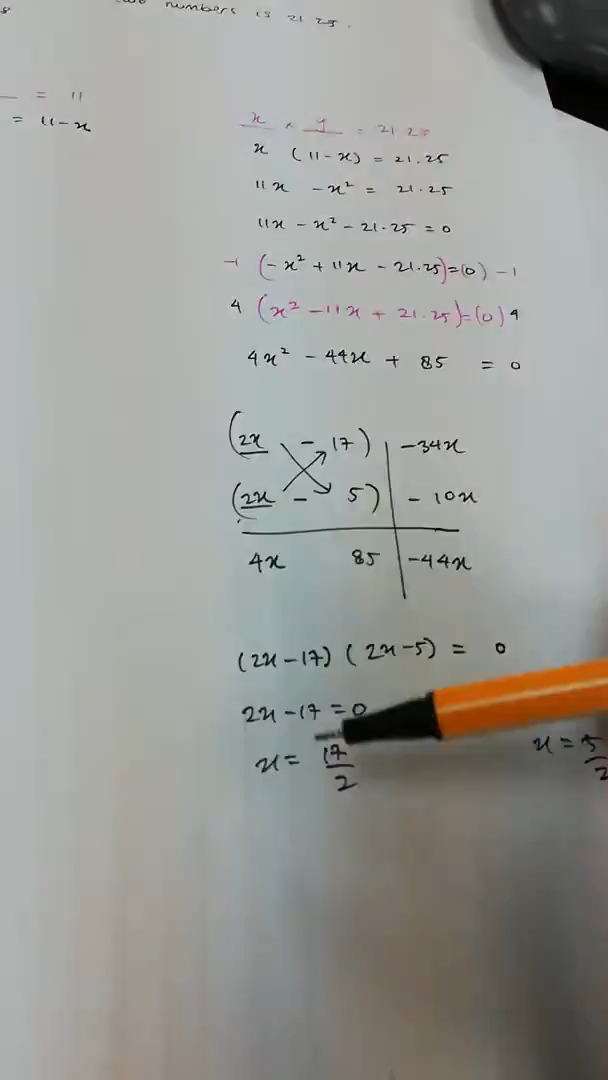 two numbers is 21.25.
= 11
= 11-x
x × y = 21.25
x (11-x) = 21.25
11x - x² = 21.25
11x - x² - 21.25 = 0
-1 (-x² + 11x - 21.25) = (0) -1
4 (x² - 11x + 21.25) = (0) 4
4x² - 44x + 85 = 0
(2x - 17) | -34x
(2x - 5) | -10x
4x 85 | -44x
(2x-17) (2x-5) = 0
2x-17 = 0
x = 17/2 x = 5/2